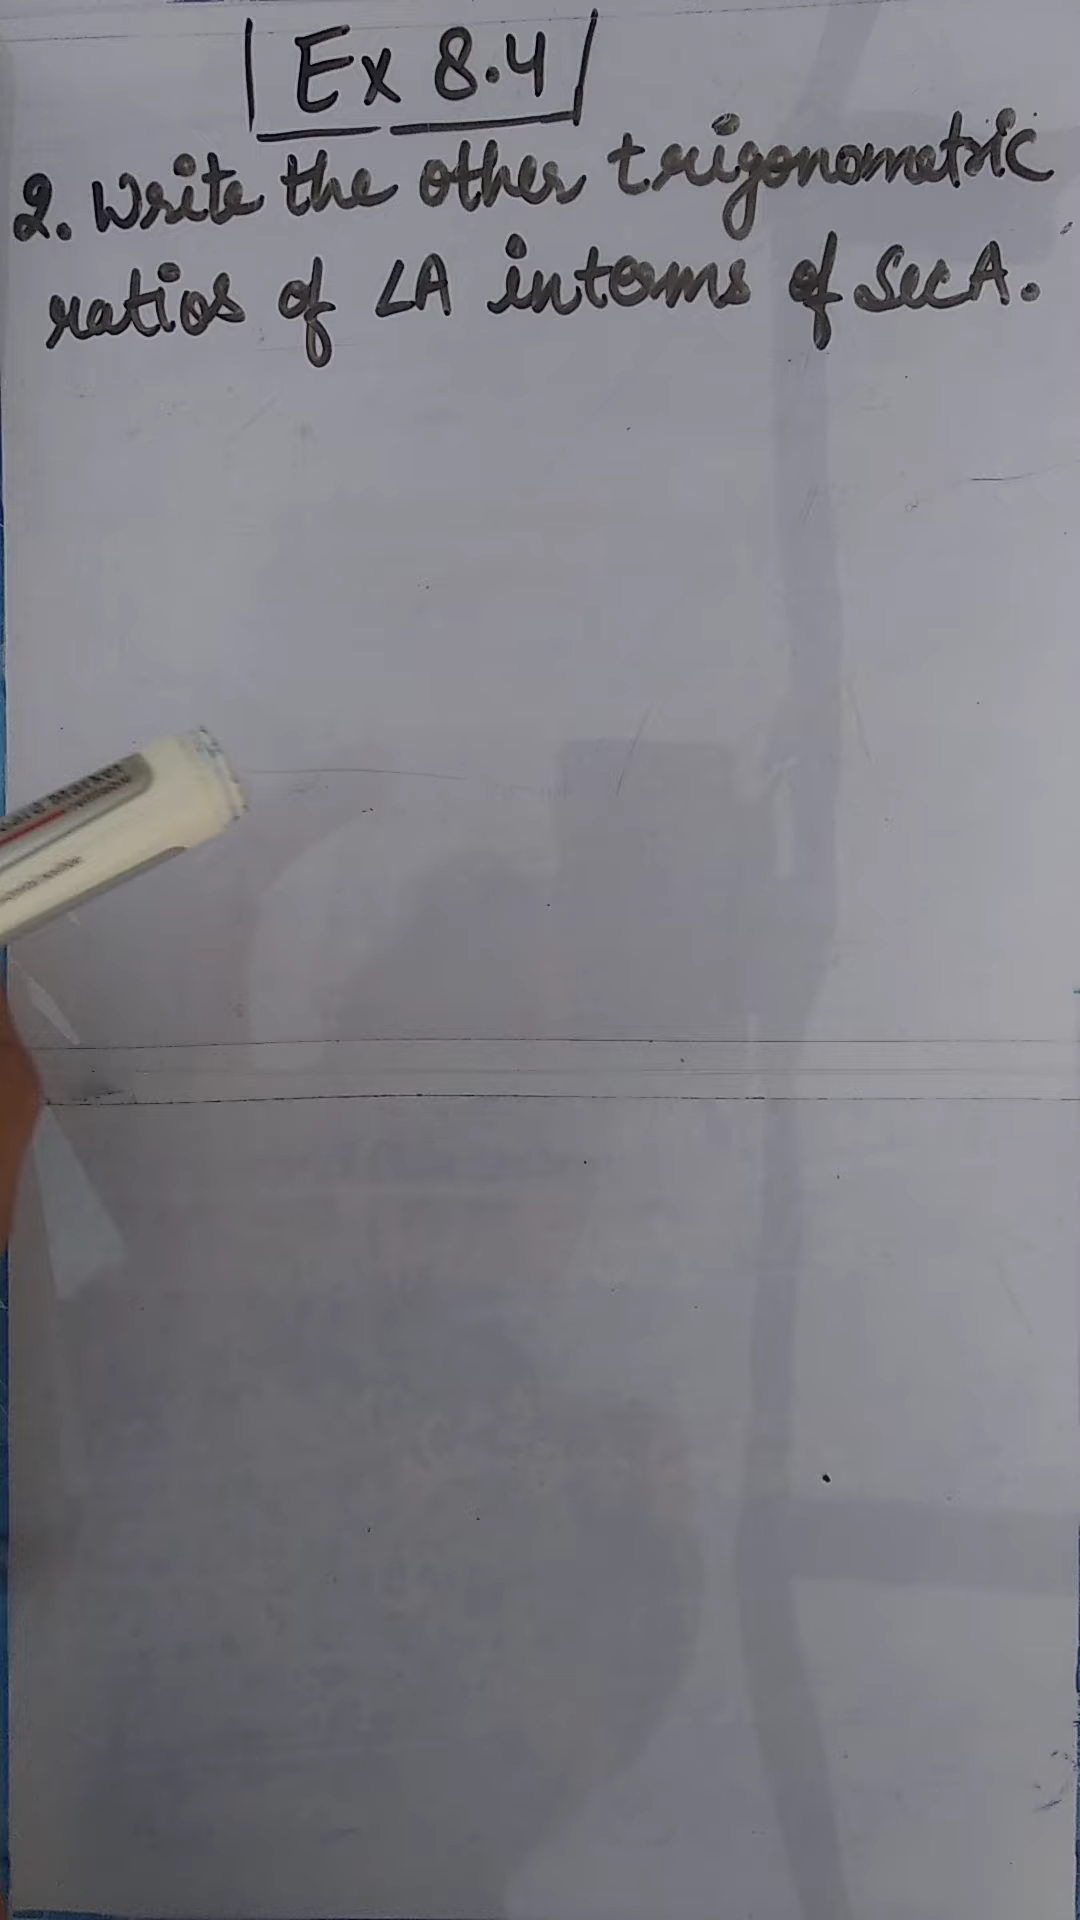 Ex 8.4
2. Write the other trigonometric
ratios of ∠A interms of SecA.